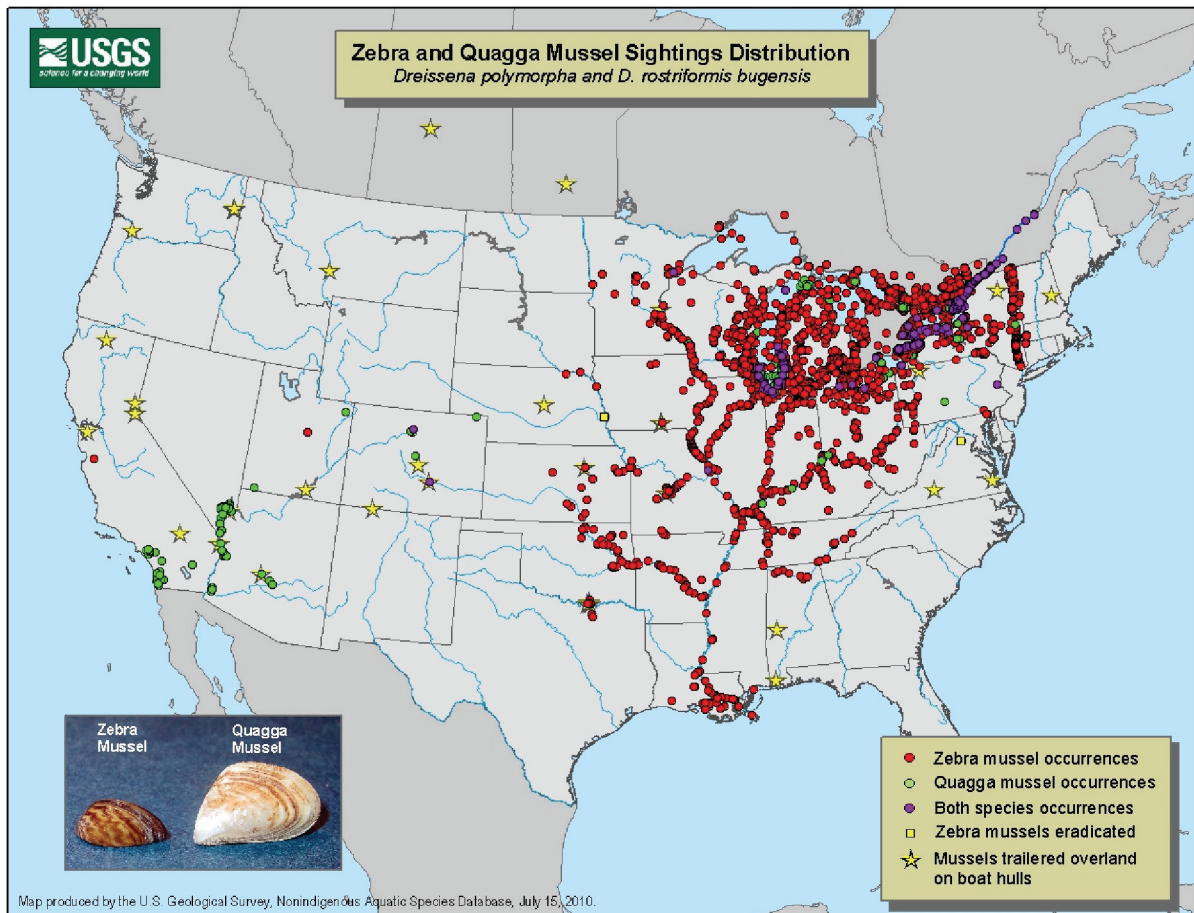 USGS
science for a changing world
Zebra and Quagga Mussel Sightings Distribution
Dreissena polymorpha and D. rostriformis bugensis
Zebra
Mussel
Quagga
Mussel
Zebra mussel occurrences
Quagga mussel occurrences
Both species occurrences
Zebra mussels eradicated
Mussels trailered overland
on boat hulls
Map produced by the U.S. Geological Survey, Nonindigenous Aquatic Species Database, July 15, 2010.